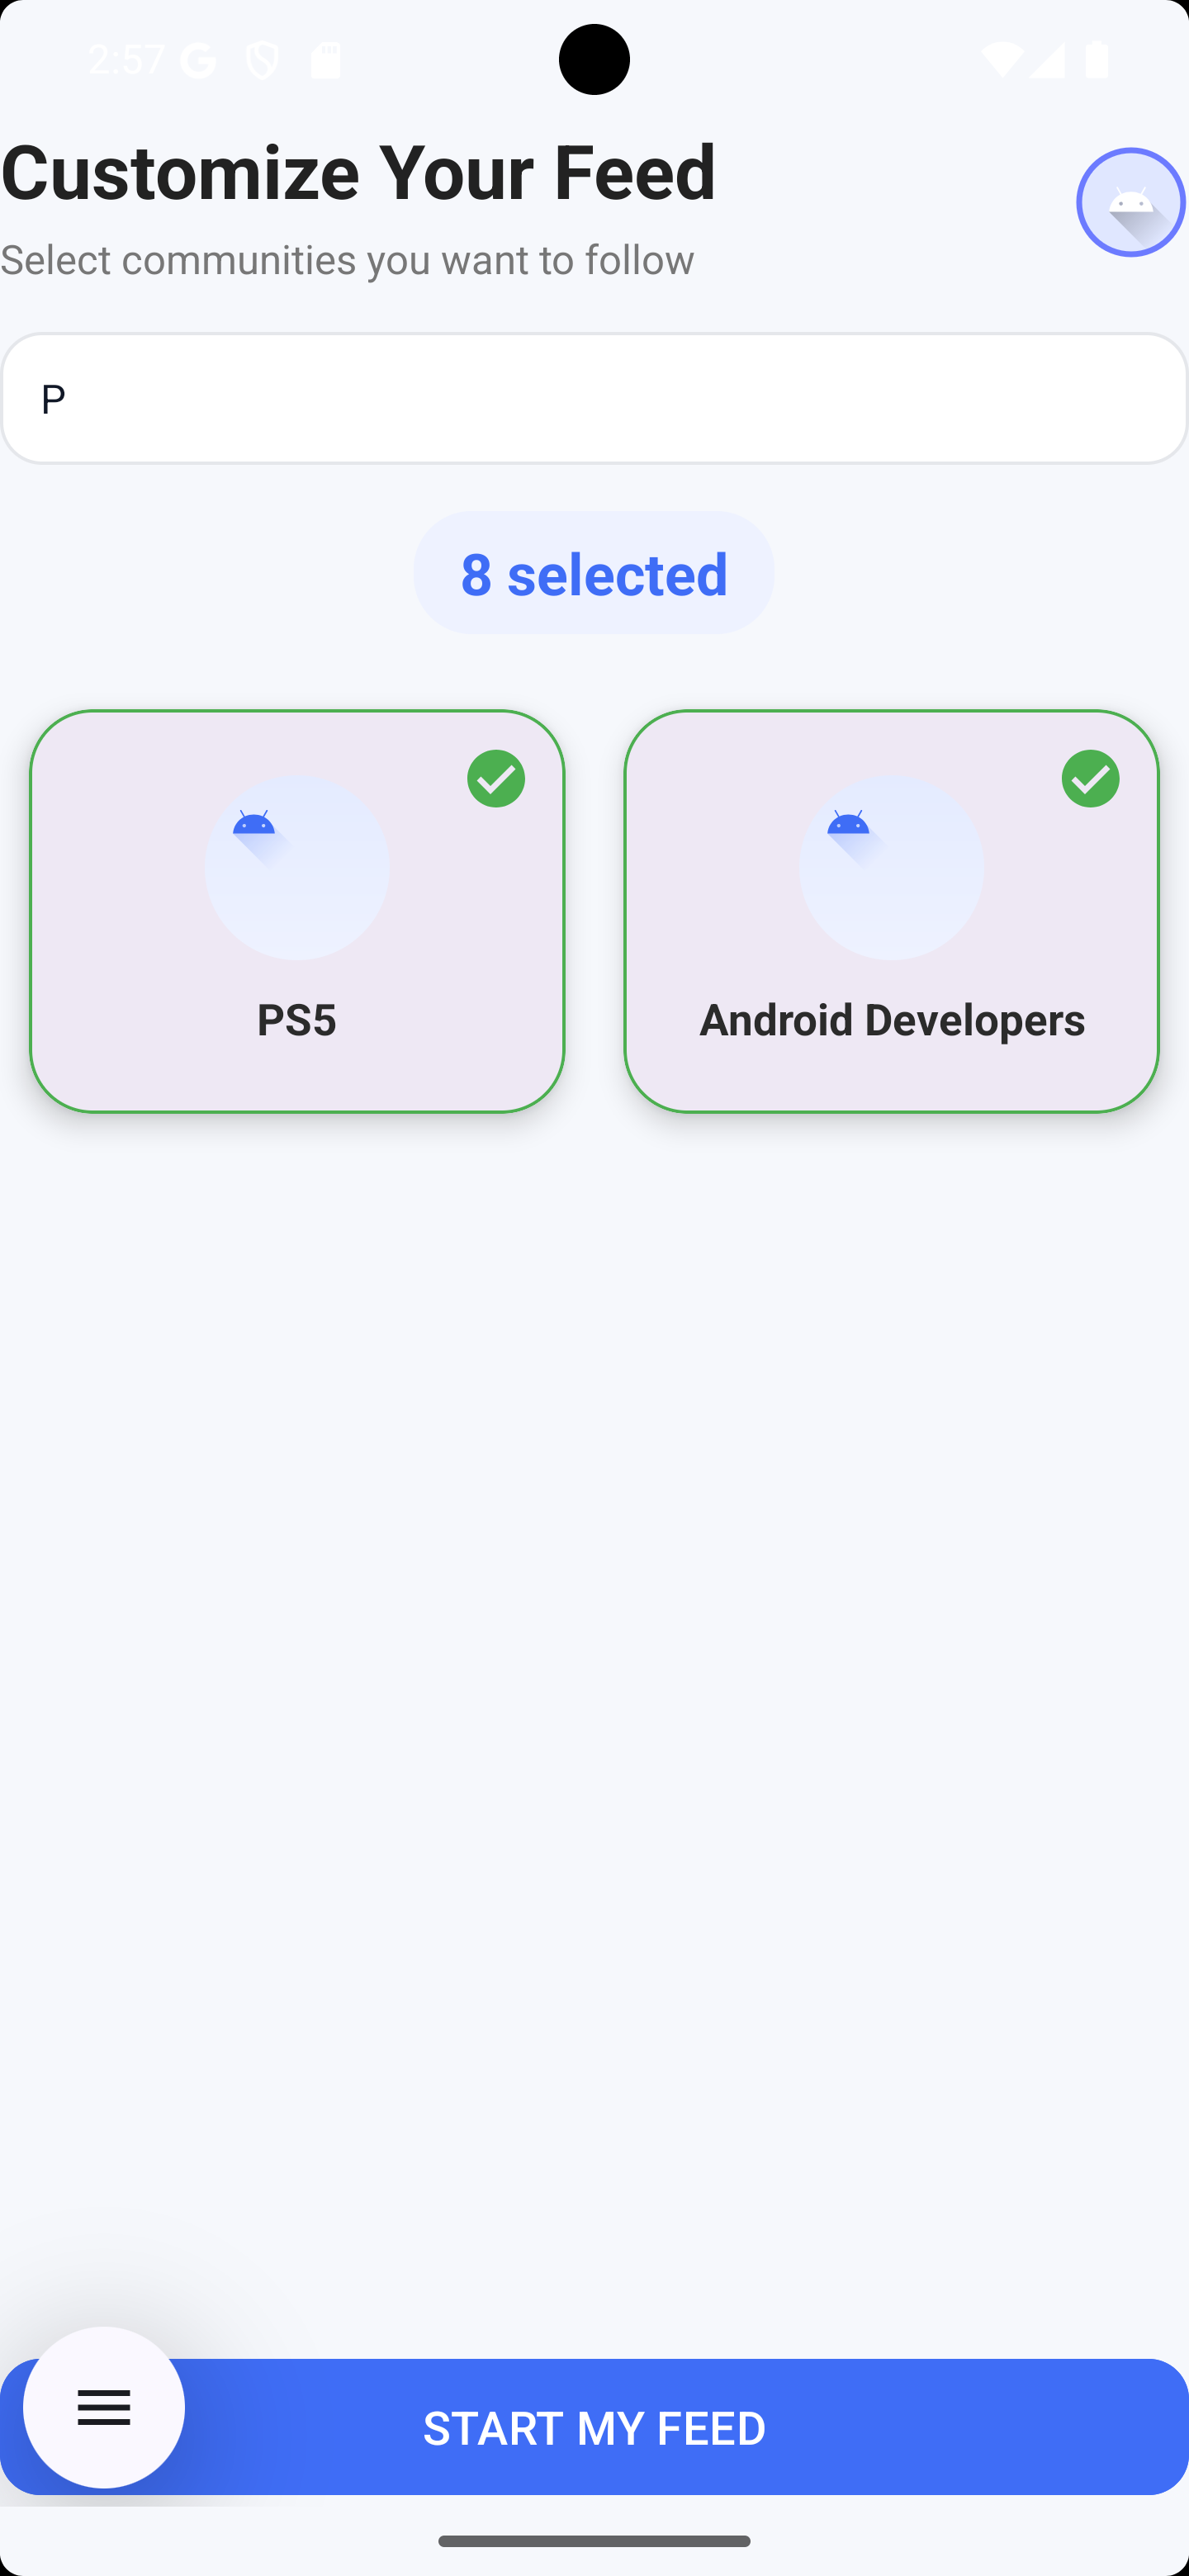 2:57
Customize Your Feed
Select communities you want to follow
P
8 selected
PS5
Android Developers
START MY FEED